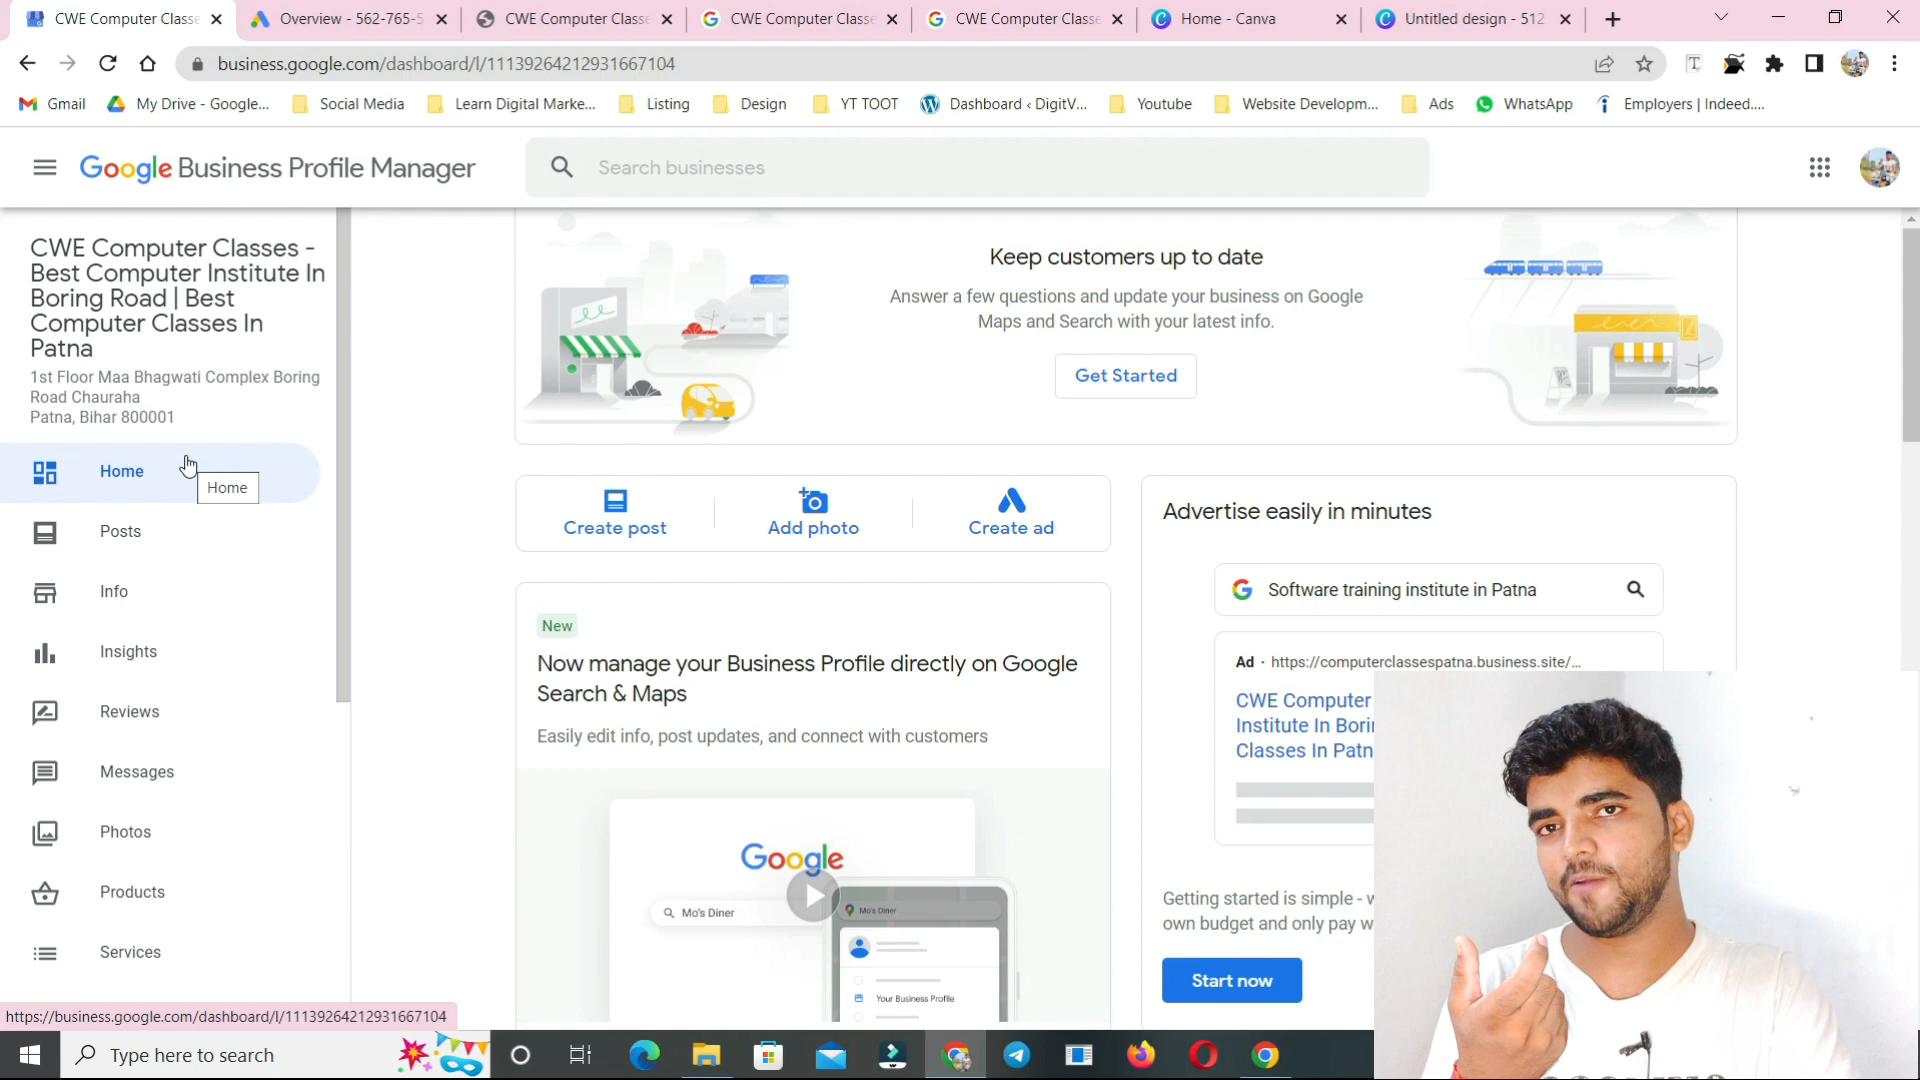 CWE Computer Classe
Overview - 562-765-5
CWE Computer Classe
CWE Computer Classe
CWE Computer Classe
Home - Canva
Untitled design - 512
business.google.com/dashboard/l/11139264212931667104
Gmail
My Drive - Google...
Social Media
Learn Digital Marke...
Listing
Design
YT TOOT
Dashboard ‹ DigitV...
Youtube
Website Developm...
Ads
WhatsApp
Employers | Indeed....
Google Business Profile Manager
Search businesses
CWE Computer Classes -
Best Computer Institute In
Boring Road | Best
Computer Classes In
Patna
1st Floor Maa Bhagwati Complex Boring
Road Chauraha
Patna, Bihar 800001
Home
Home
Posts
Info
Insights
Reviews
Messages
Photos
Products
Services
Keep customers up to date
Answer a few questions and update your business on Google
Maps and Search with your latest info.
Get Started
Create post
Add photo
Create ad
New
Now manage your Business Profile directly on Google
Search & Maps
Easily edit info, post updates, and connect with customers
Google
Mo's Diner
Mo's Diner
Your Business Profile
Advertise easily in minutes
Software training institute in Patna
Ad · https://computerclassespatna.business.site/...
CWE Computer
Institute In Borin
Classes In Patn
Getting started is simple - w
own budget and only pay w
Start now
https://business.google.com/dashboard/l/11139264212931667104
Type here to search